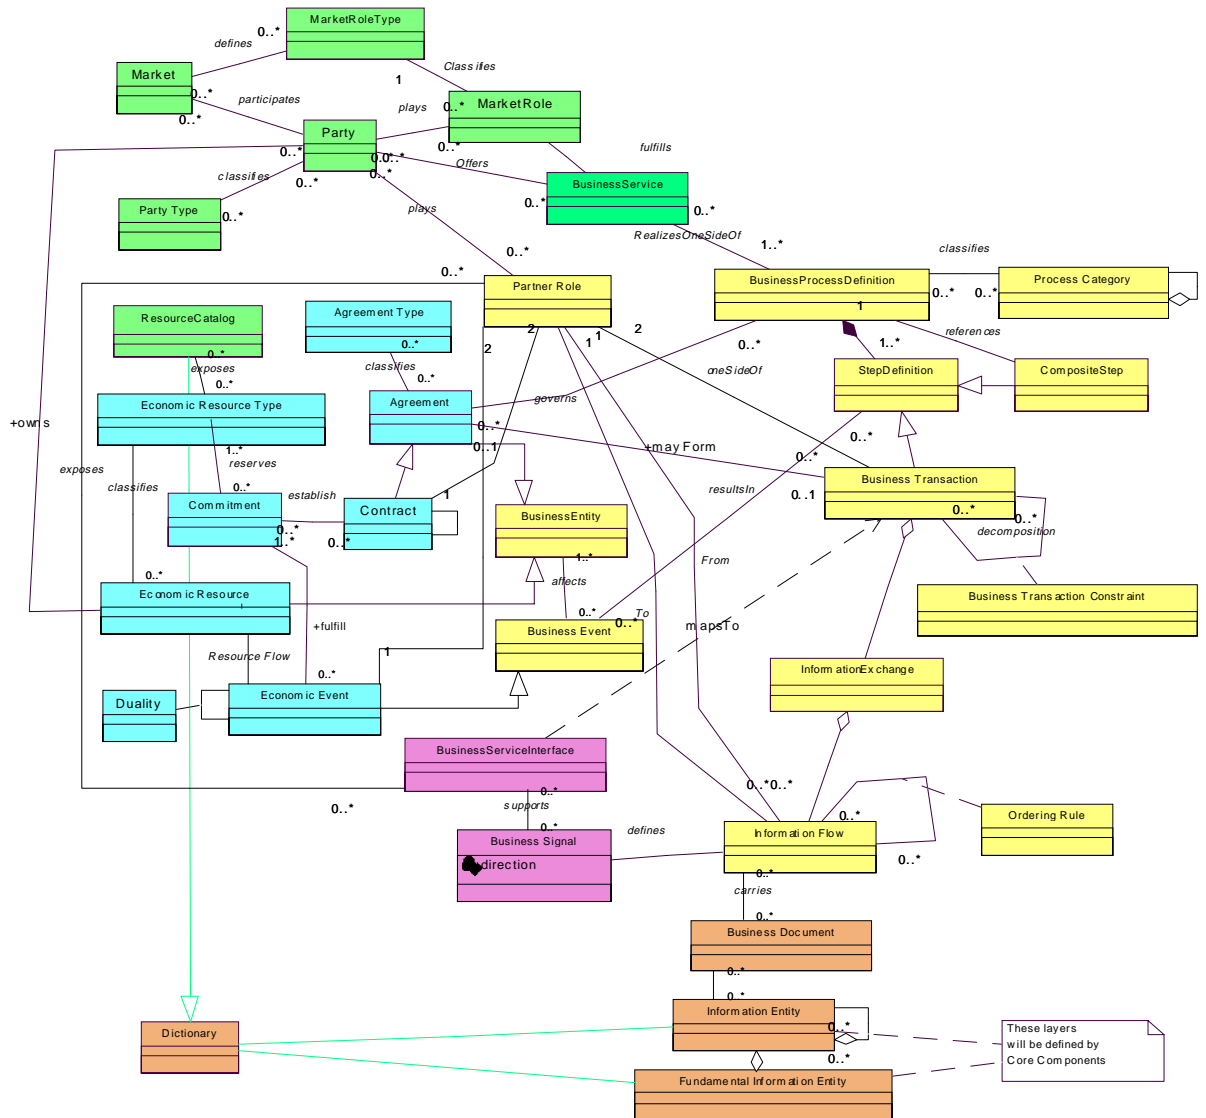 MarketRoleType
0..*
defines
Classifies
Market
1
0..*
participates
plays
0..*
MarketRole
0..*
Party
0..*
fulfills
0..*
0.0..*
Offers
classifies
0..*
0..*
BusinessService
Party Type
0..*
plays
0..*
0..*
RealizesOneSideOf
0..*
1..*
classifies
0..*
Partner Role
BusinessProcessDefinition
Process Category
0..*
0..*
ResourceCatalog
Agreement Type
1
2
1
1
2
references
0..*
0..*
2
0..*
1..*
exposes
classifies
oneSideOf
StepDefinition
CompositeStep
0..*
0..*
Economic Resource Type
Agreement
governs
+owns
0..*
0..*
1..*
0..1
+mayForm
0..*
exposes
reserves
classifies
0..*
resultsIn
Business Transaction
establish
1
0..1
Commitment
Contract
BusinessEntity
0..*
0..*
0..*
decomposition
1..*
0..*
1..*
From
0..*
affects
Economic Resource
Business Transaction Constraint
0..*
To
+fulfill
0..*
mapsTo
Business Event
Resource Flow
1
InformationExchange
0..*
Duality
Economic Event
BusinessServiceInterface
0..*
0..*0..*
0..*
supports
0..*
Ordering Rule
0..*
defines
Business Signal
Information Flow
direction
0..*
0..*
carries
0..*
Business Document
0..*
0..*
Information Entity
Dictionary
0..*
These layers
will be defined by
Core Components
0..*
Fundamental Information Entity